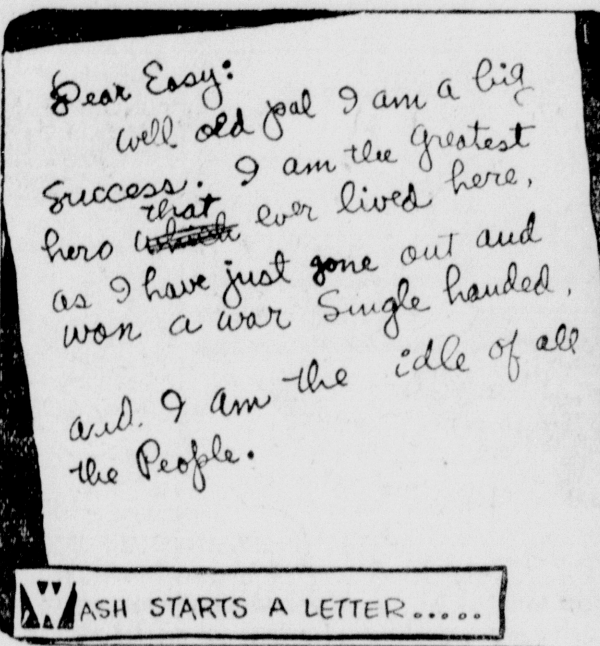 Dear Easy:
well old pal I am a big
Success. I am the greatest
that
hero which ever lived here,
as I have just gone out and
won a war Single handed,
and. I am the idle of all
the People.
WASH STARTS A LETTER.....